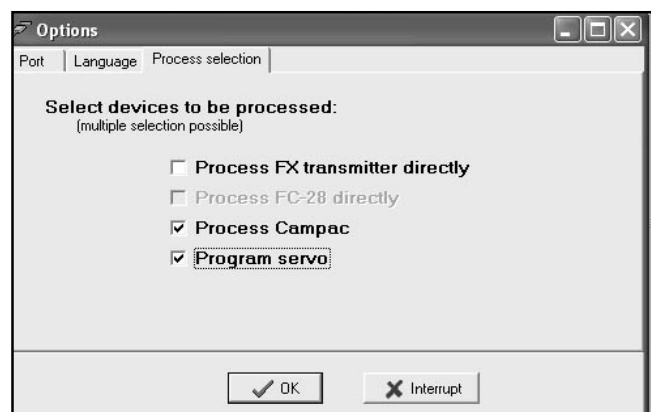 Options
Port Language Process selection
Select devices to be processed:
(multiple selection possible)
Process FX transmitter directly
Process FC-28 directly
Process Campac
Program servo
OK Interrupt